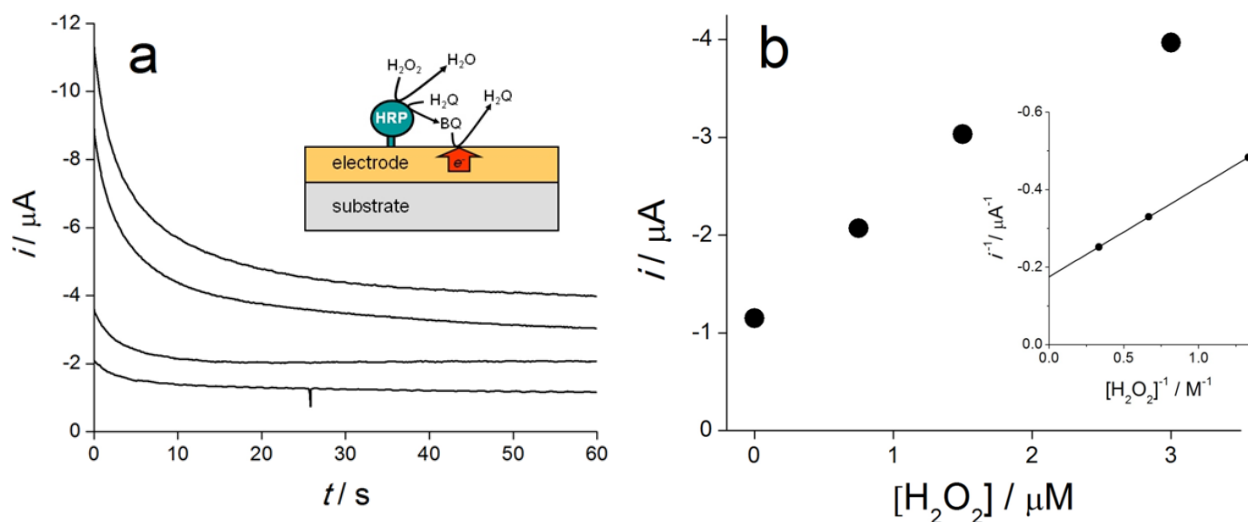 a
-12
-10
-8
-6
-4
-2
0
i / μA
0 10 20 30 40 50 60
t / s
H₂O₂ H₂O
H₂Q H₂Q
HRP BQ
electrode e⁻
substrate
b
-4
-3
-2
-1
0
i / μA
0 1 2 3
[H₂O₂] / μM
-0.6
-0.4
-0.2
0.0
i⁻¹/ μA⁻¹
0.0 0.5 1.0
[H₂O₂]⁻¹ / M⁻¹